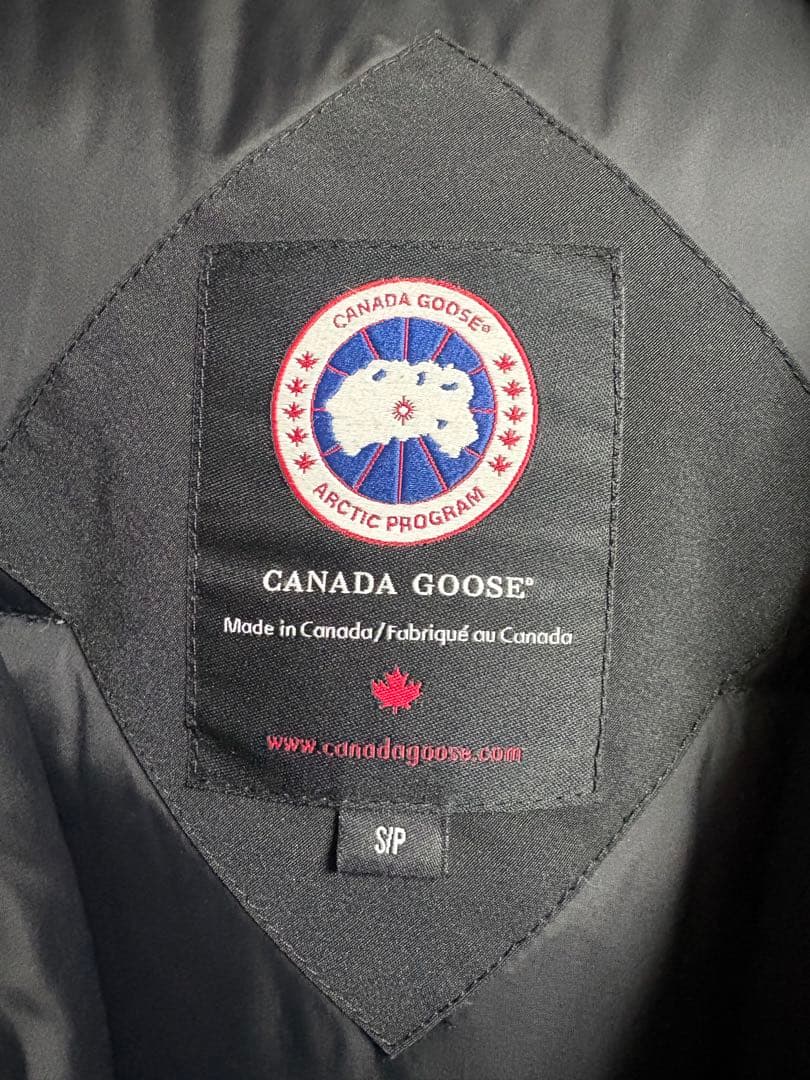 CANADA GOOSE®
ARCTIC PROGRAM
CANADA GOOSE®
Made in Canada/Fabriqué au Canada
www.canadagoose.com
S/P